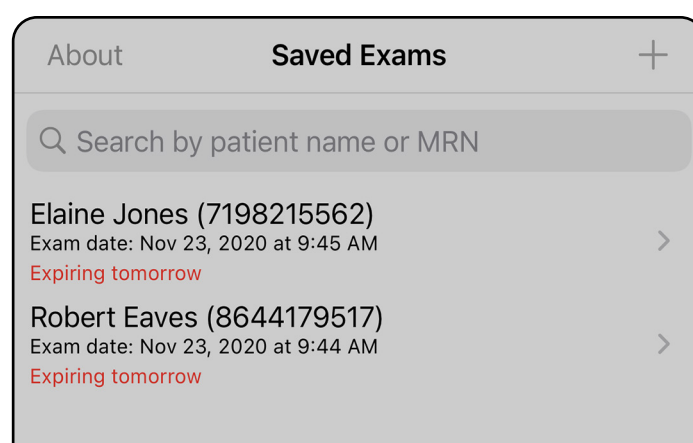 About
Saved Exams
Search by patient name or MRN
Elaine Jones (7198215562)
Exam date: Nov 23, 2020 at 9:45 AM
Expiring tomorrow
Robert Eaves (8644179517)
Exam date: Nov 23, 2020 at 9:44 AM
Expiring tomorrow